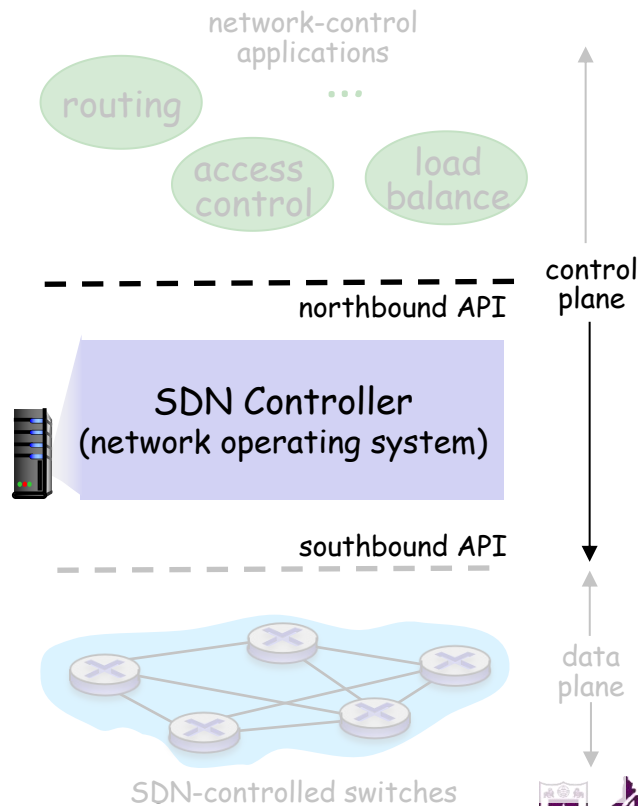 network-control
applications
routing
...
access
control
load
balance
control
plane
northbound API
SDN Controller
(network operating system)
southbound API
data
plane
SDN-controlled switches